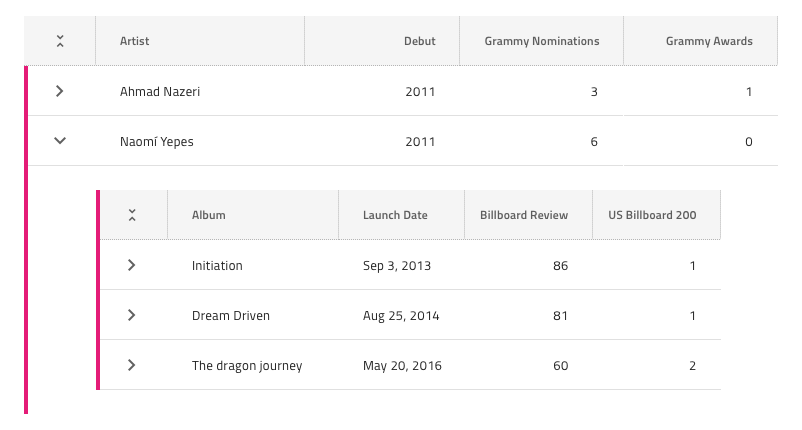 Artist Debut Grammy Nominations Grammy Awards
Ahmad Nazeri 2011 3 1
Naomí Yepes 2011 6 0
Album Launch Date Billboard Review US Billboard 200
Initiation Sep 3, 2013 86 1
Dream Driven Aug 25, 2014 81 1
The dragon journey May 20, 2016 60 2